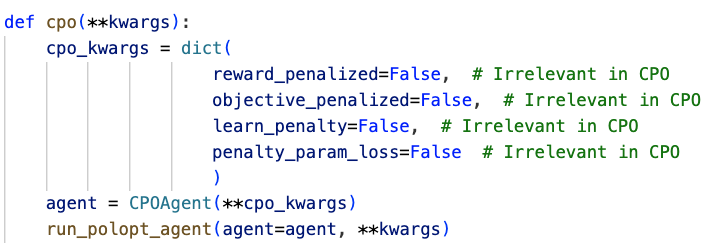 def cpo(**kwargs):
    cpo_kwargs = dict(
                    reward_penalized=False,  # Irrelevant in CPO
                    objective_penalized=False,  # Irrelevant in CPO
                    learn_penalty=False,  # Irrelevant in CPO
                    penalty_param_loss=False  # Irrelevant in CPO
                    )
    agent = CPOAgent(**cpo_kwargs)
    run_polopt_agent(agent=agent, **kwargs)